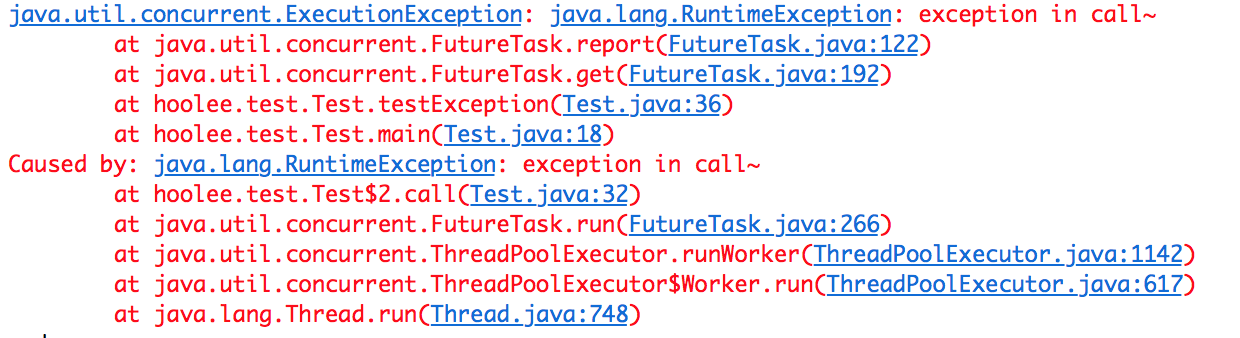 java.util.concurrent.ExecutionException: java.lang.RuntimeException: exception in call~
at java.util.concurrent.FutureTask.report(FutureTask.java:122)
at java.util.concurrent.FutureTask.get(FutureTask.java:192)
at hoolee.test.Test.testException(Test.java:36)
at hoolee.test.Test.main(Test.java:18)
Caused by: java.lang.RuntimeException: exception in call~
at hoolee.test.Test$2.call(Test.java:32)
at java.util.concurrent.FutureTask.run(FutureTask.java:266)
at java.util.concurrent.ThreadPoolExecutor.runWorker(ThreadPoolExecutor.java:1142)
at java.util.concurrent.ThreadPoolExecutor$Worker.run(ThreadPoolExecutor.java:617)
at java.lang.Thread.run(Thread.java:748)